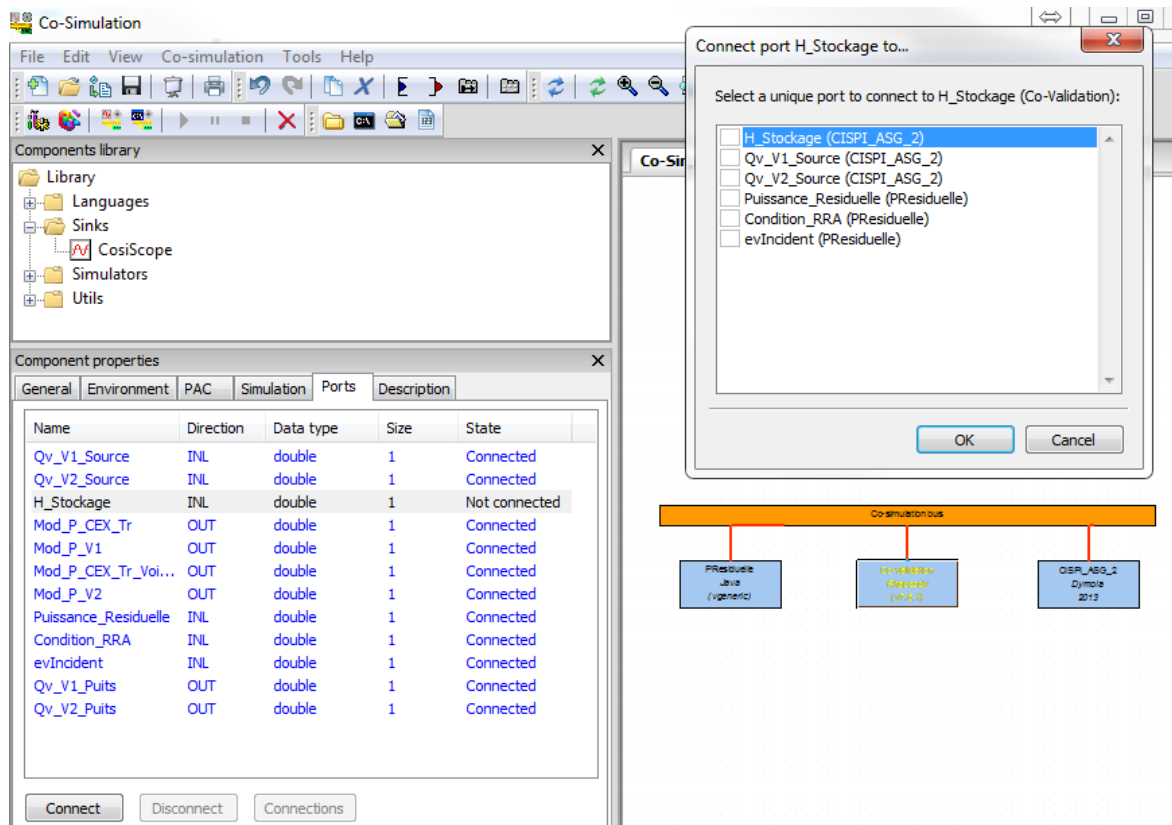 Co-Simulation
File Edit View Co-simulation Tools Help
Components library
Library
Languages
Sinks
CosiScope
Simulators
Utils
Component properties
General Environment PAC Simulation Ports Description
Name Direction Data type Size State
Qv_V1_Source INL double 1 Connected
Qv_V2_Source INL double 1 Connected
H_Stockage INL double 1 Not connected
Mod_P_CEX_Tr OUT double 1 Connected
Mod_P_V1 OUT double 1 Connected
Mod_P_CEX_Tr_Voi... OUT double 1 Connected
Mod_P_V2 OUT double 1 Connected
Puissance_Residuelle INL double 1 Connected
Condition_RRA INL double 1 Connected
evIncident INL double 1 Connected
Qv_V1_Puits OUT double 1 Connected
Qv_V2_Puits OUT double 1 Connected
Connect Disconnect Connections
Connect port H_Stockage to...
Select a unique port to connect to H_Stockage (Co-Validation):
H_Stockage (CISPI_ASG_2)
Qv_V1_Source (CISPI_ASG_2)
Qv_V2_Source (CISPI_ASG_2)
Puissance_Residuelle (PResiduelle)
Condition_RRA (PResiduelle)
evIncident (PResiduelle)
OK Cancel
Co-Sir
Co-simulation bus
PResiduelle
Java
(vgeneric)
Co-Validation
CISPI_ASG_2
Dymola
2013